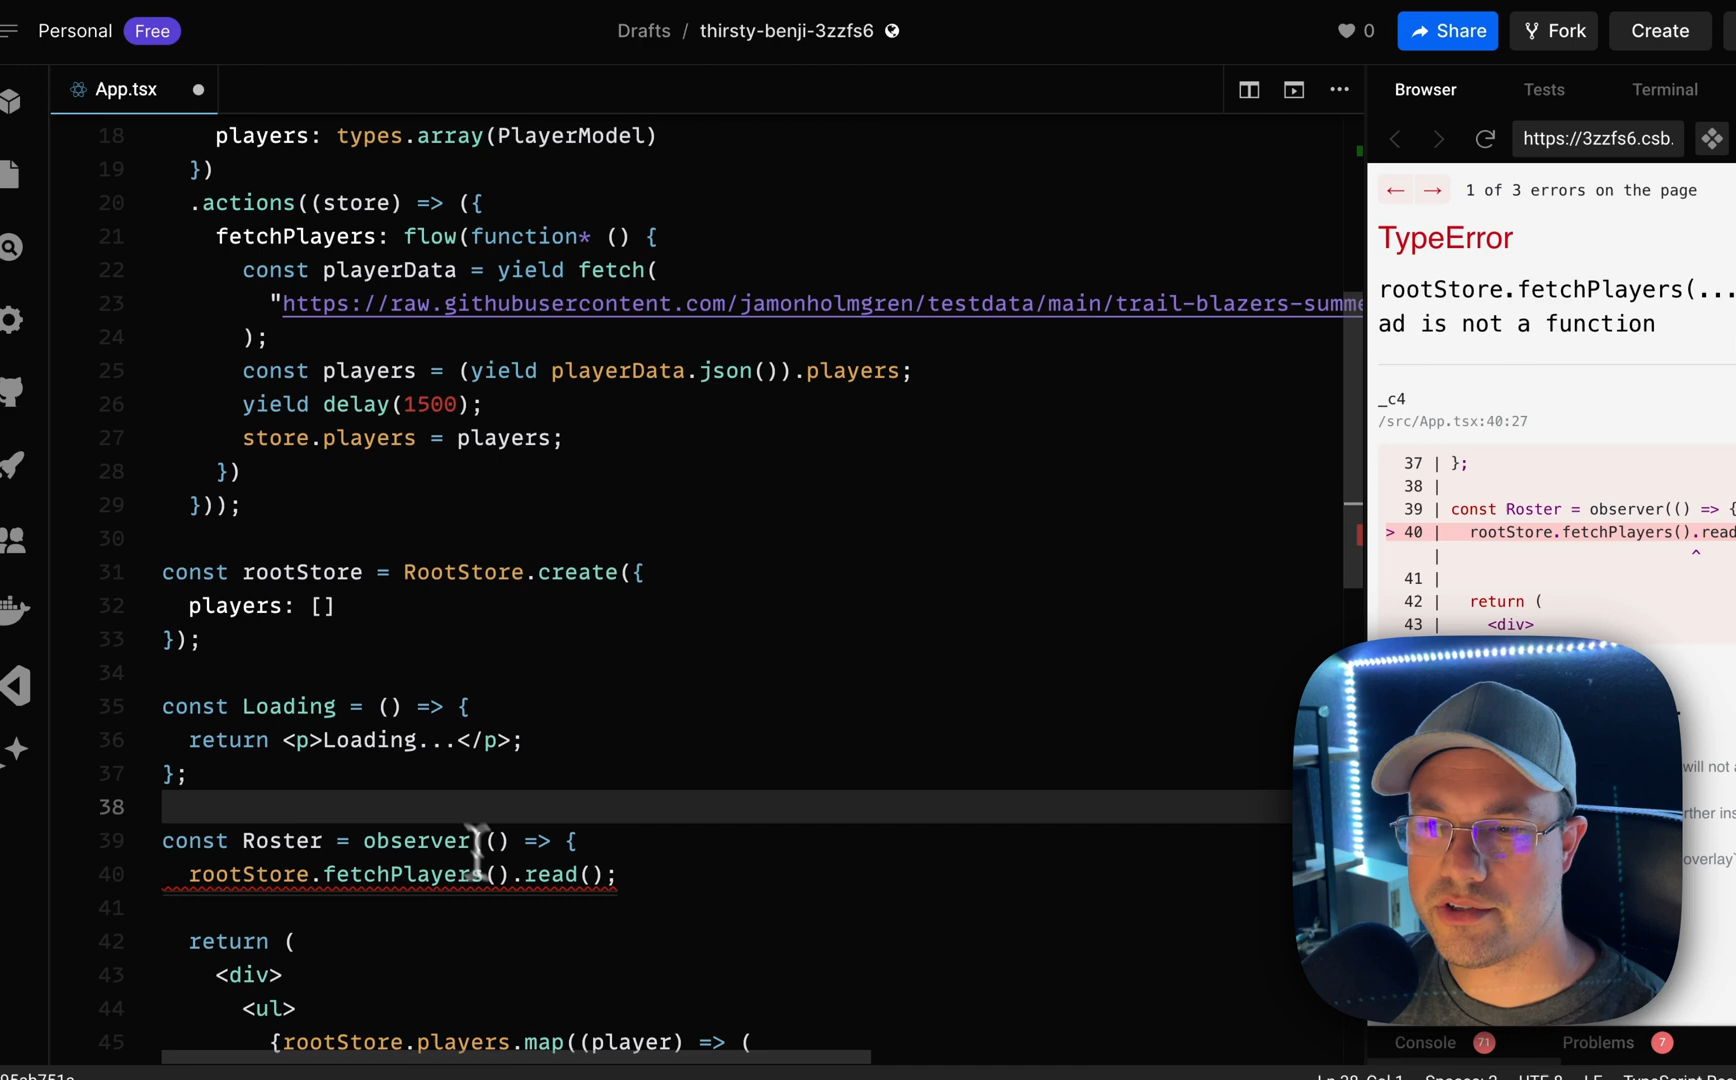 Personal Free
Drafts / thirsty-benji-3zzfs6
0 Share Fork Create
App.tsx
Browser Tests Terminal
https://3zzfs6.csb.
18 players: types.array(PlayerModel)
19 })
20 .actions((store) => ({
21 fetchPlayers: flow(function* () {
22 const playerData = yield fetch(
23 "https://raw.githubusercontent.com/jamonholmgren/testdata/main/trail-blazers-summe
24 );
25 const players = (yield playerData.json()).players;
26 yield delay(1500);
27 store.players = players;
28 })
29 }));
30
31 const rootStore = RootStore.create({
32 players: []
33 });
34
35 const Loading = () => {
36 return <p>Loading...</p>;
37 };
38
39 const Roster = observer(() => {
40 rootStore.fetchPlayers().read();
41
42 return (
43 <div>
44 <ul>
45 {rootStore.players.map((player) => (
← → 1 of 3 errors on the page
TypeError
rootStore.fetchPlayers(...
ad is not a function
_c4
/src/App.tsx:40:27
37 | };
38 |
39 | const Roster = observer(() => {
> 40 | rootStore.fetchPlayers().read
| ^
41 |
42 | return (
43 | <div>
will not a
rther ins
overlay`
Console 71 Problems 7